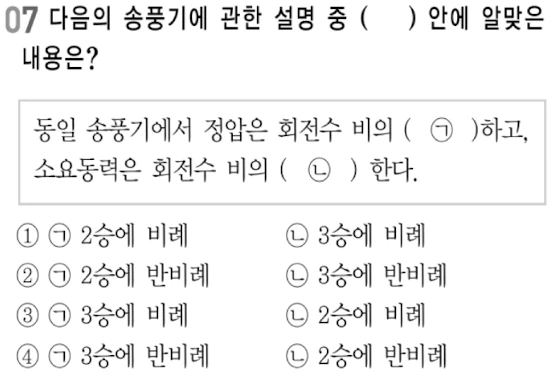 07 다음의 송풍기에 관한 설명 중 (    ) 안에 알맞은
내용은?
동일 송풍기에서 정압은 회전수 비의 ( ㉠ )하고,
소요동력은 회전수 비의 ( ㉡ ) 한다.
① ㉠ 2승에 비례 ㉡ 3승에 비례
② ㉠ 2승에 반비례 ㉡ 3승에 반비례
③ ㉠ 3승에 비례 ㉡ 2승에 비례
④ ㉠ 3승에 반비례 ㉡ 2승에 반비례